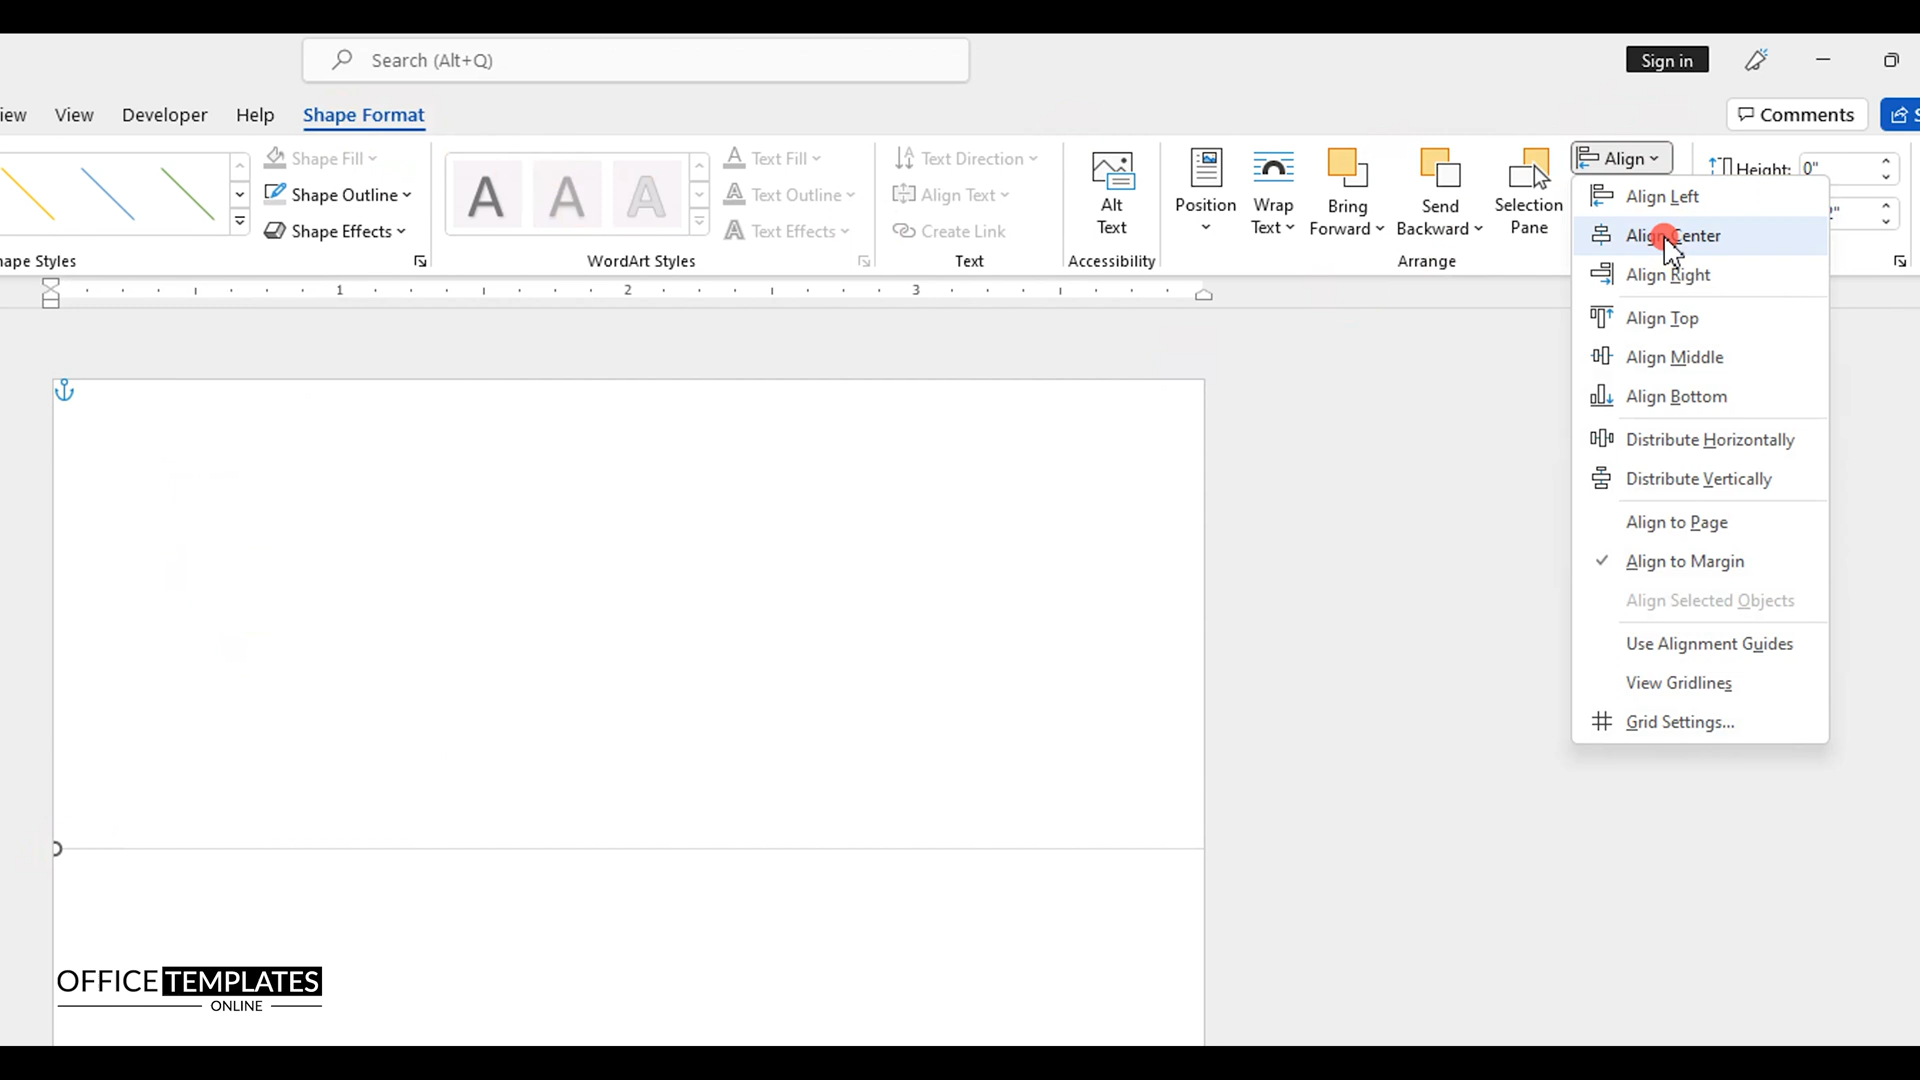 Search (Alt+Q)
Sign in
iew
View
Developer
Help
Shape Format
Comments
S
Shape Fill
Shape Outline
Shape Effects
hape Styles
A
A
A
Text Fill
Text Outline
Text Effects
WordArt Styles
Text Direction
Align Text
Create Link
Text
Alt
Text
Accessibility
Position
Wrap
Text
Bring
Forward
Send
Backward
Selection
Pane
Align
Arrange
Height:
0"
2"
Align Left
Align Center
Align Right
Align Top
Align Middle
Align Bottom
Distribute Horizontally
Distribute Vertically
Align to Page
Align to Margin
Align Selected Objects
Use Alignment Guides
View Gridlines
Grid Settings...
1
2
3
OFFICE TEMPLATES
ONLINE